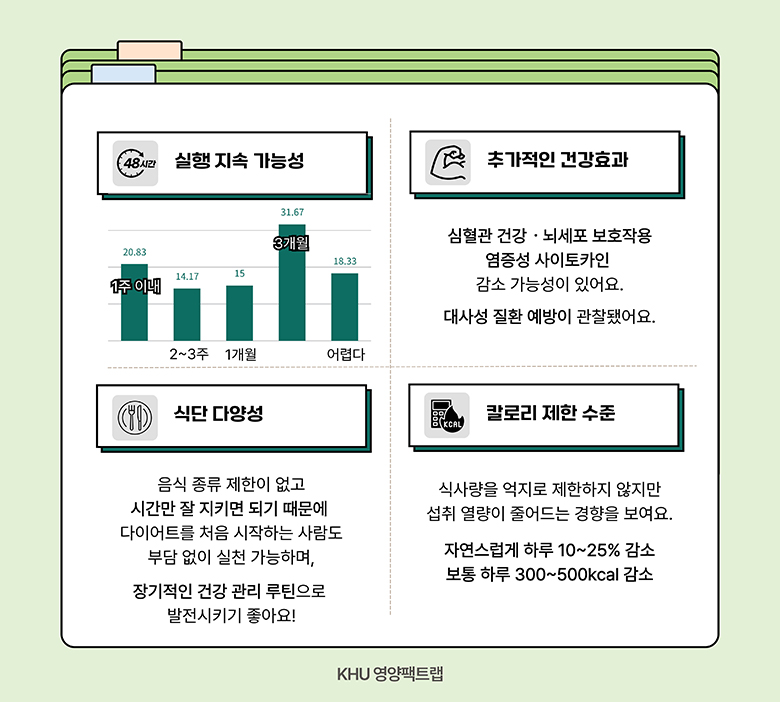 48시간
실행 지속 가능성
31.67
20.83
3개월
18.33
14.17
15
1주 이내
2~3주
1개월
어렵다
추가적인 건강효과
심혈관 건강 · 뇌세포 보호작용
염증성 사이토카인
감소 가능성이 있어요.
대사성 질환 예방이 관찰됐어요.
식단 다양성
음식 종류 제한이 없고
시간만 잘 지키면 되기 때문에
다이어트를 처음 시작하는 사람도
부담 없이 실천 가능하며,
장기적인 건강 관리 루틴으로
발전시키기 좋아요!
KCAL
칼로리 제한 수준
식사량을 억지로 제한하지 않지만
섭취 열량이 줄어드는 경향을 보여요.
자연스럽게 하루 10~25% 감소
보통 하루 300~500kcal 감소
KHU 영양팩트랩